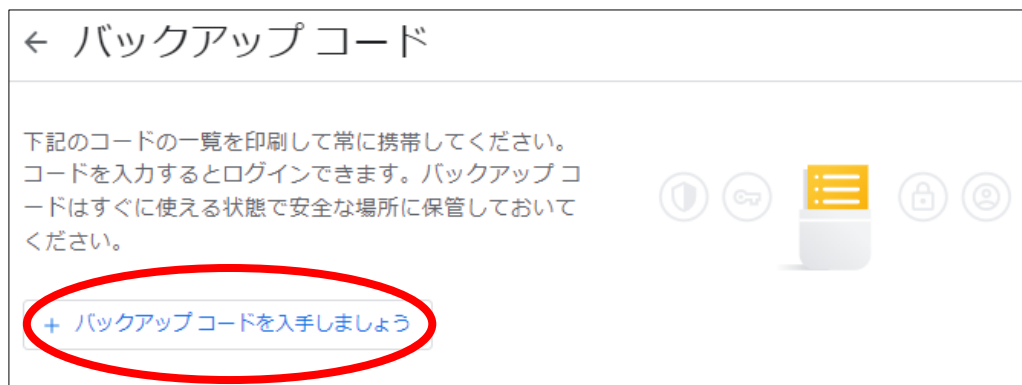 ← バックアップ コード
下記のコードの一覧を印刷して常に携帯してください。
コードを入力するとログインできます。バックアップ コ
ードはすぐに使える状態で安全な場所に保管しておいて
ください。
+ バックアップ コードを入手しましょう